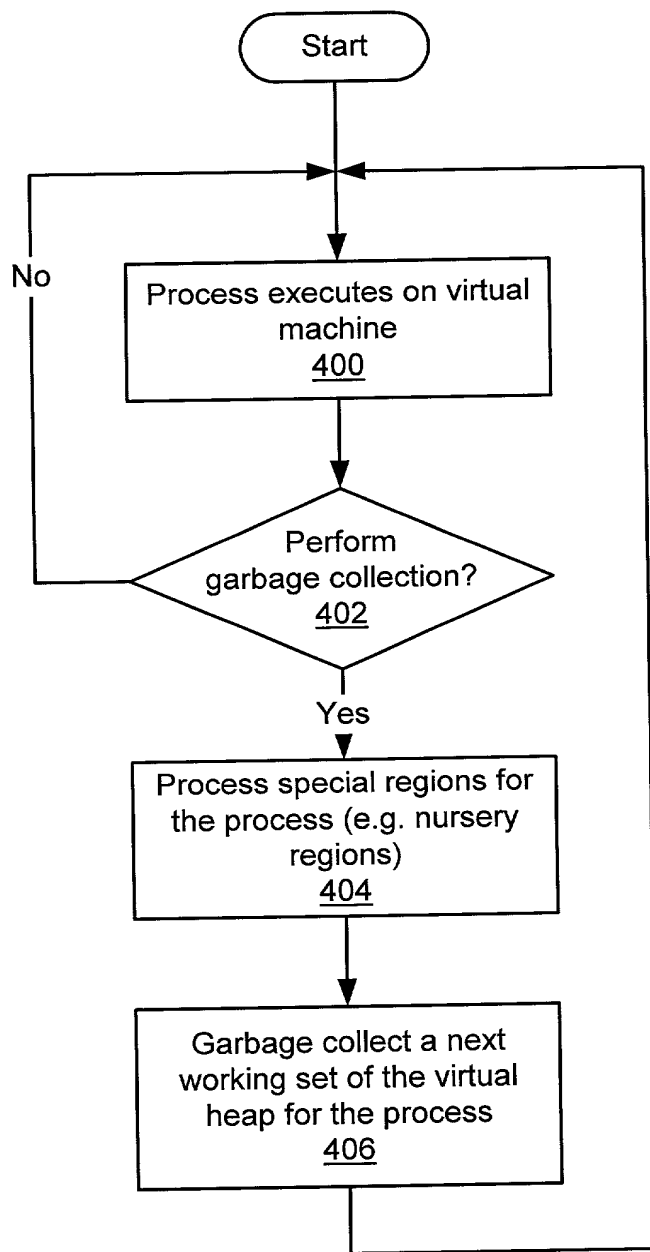 Start
No
Process executes on virtual
machine
400
Perform
garbage collection?
402
Yes
Process special regions for
the process (e.g. nursery
regions)
404
Garbage collect a next
working set of the virtual
heap for the process
406